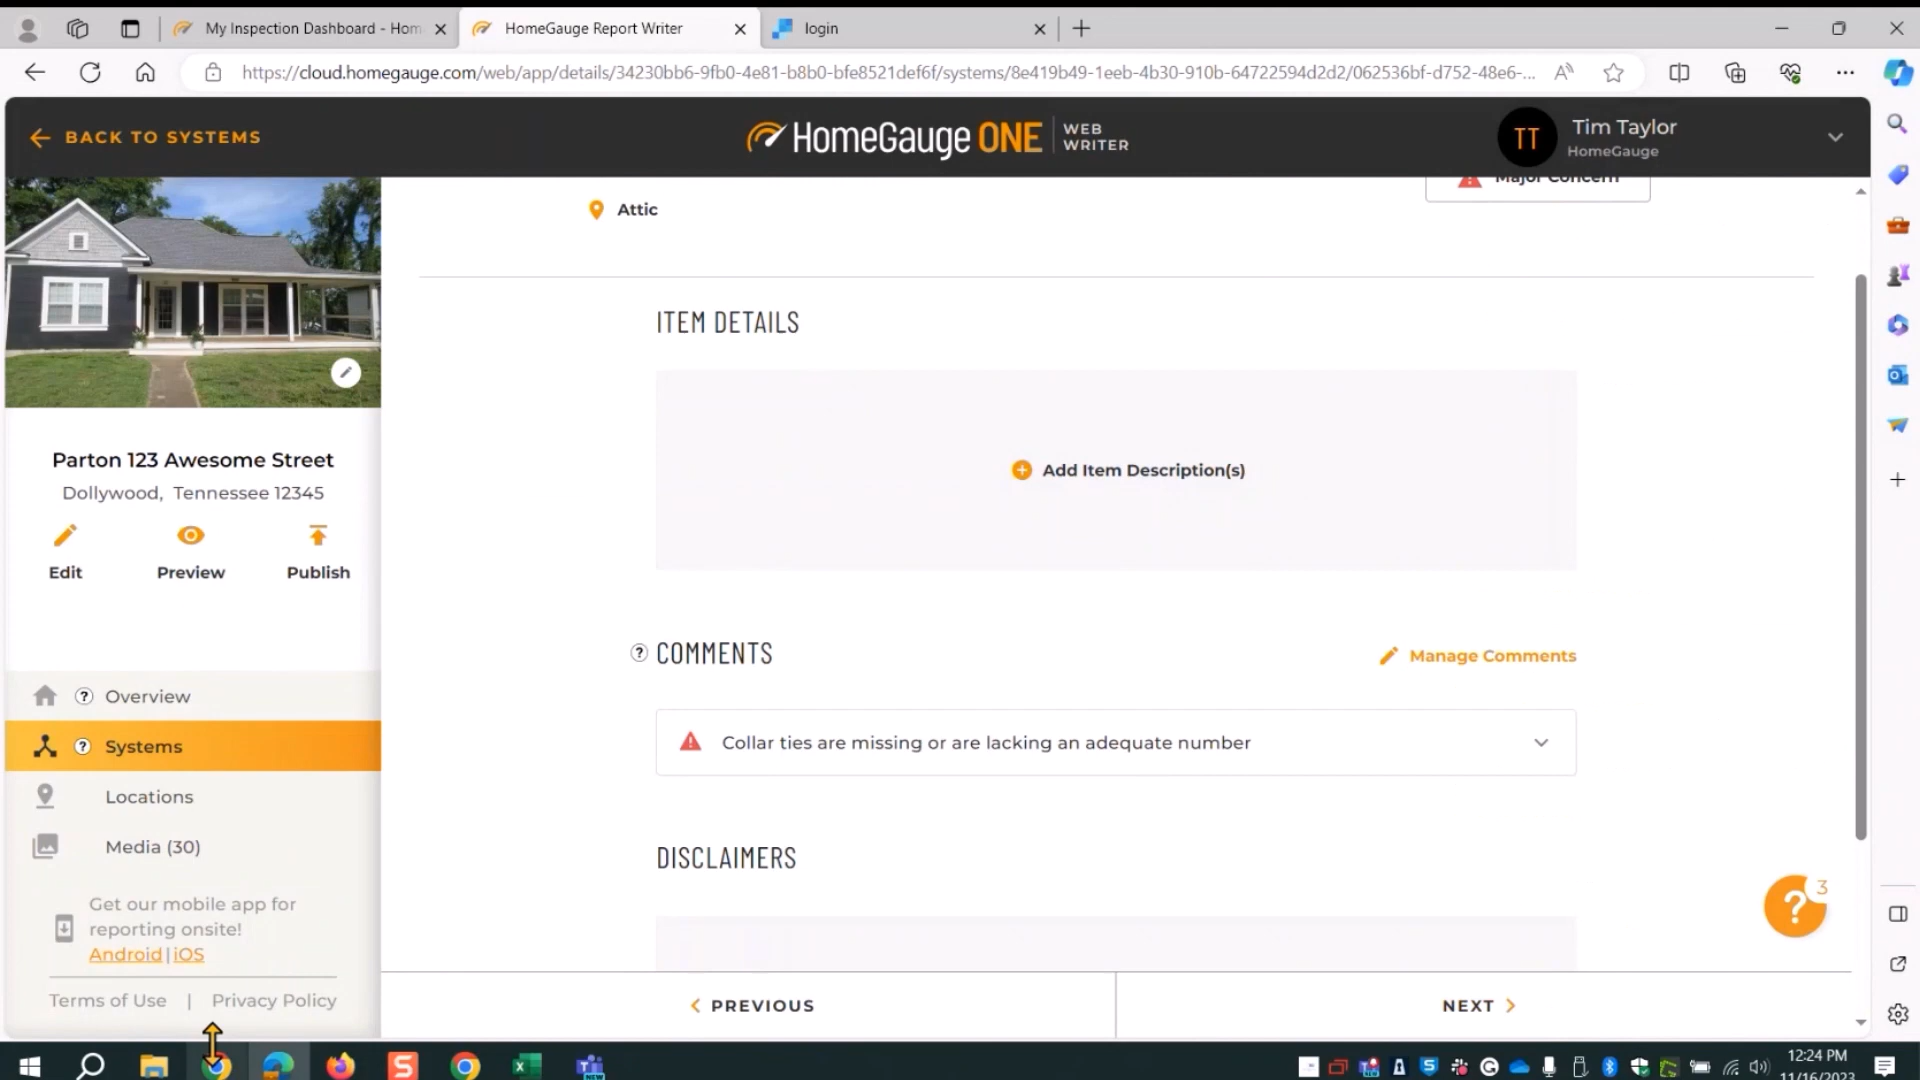 My Inspection Dashboard - Hom
HomeGauge Report Writer
login
https://cloud.homegauge.com/web/app/details/34230bb6-9fb0-4e81-b8b0-bfe8521def6f/systems/8e419b49-1eeb-4b30-910b-64722594d2d2/062536bf-d752-48e6-...
BACK TO SYSTEMS
HomeGauge ONE
WEB
WRITER
TT
Tim Taylor
HomeGauge
Major Concern
Attic
ITEM DETAILS
Add Item Description(s)
Parton 123 Awesome Street
Dollywood, Tennessee 12345
Edit
Preview
Publish
? COMMENTS
Manage Comments
Collar ties are missing or are lacking an adequate number
? Overview
? Systems
Locations
Media (30)
DISCLAIMERS
Get our mobile app for
reporting onsite!
Android | iOS
Terms of Use | Privacy Policy
? 3
PREVIOUS
NEXT
12:24 PM
11/16/2023